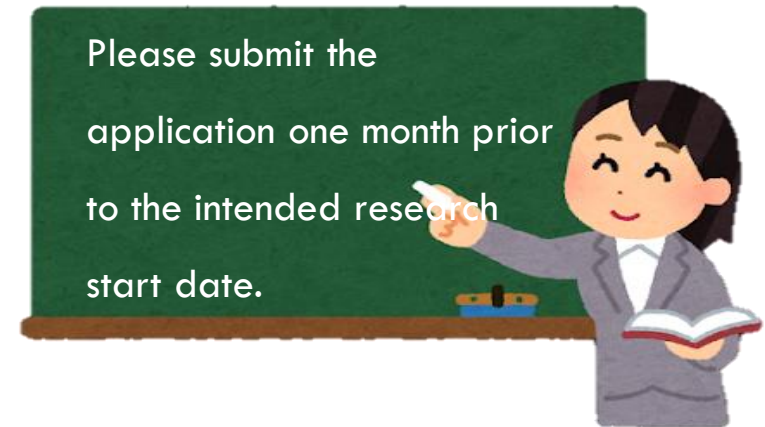 Please submit the
application one month prior
to the intended research
start date.